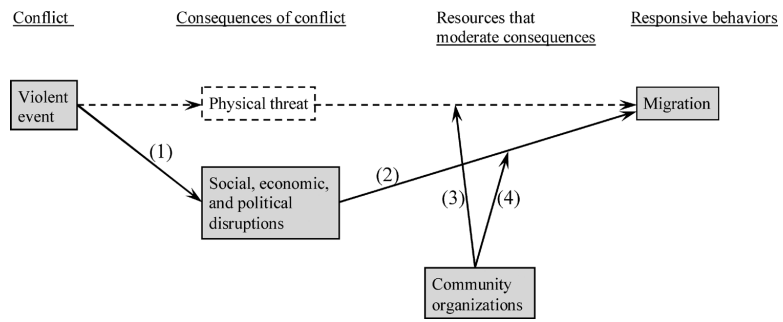 Conflict
Consequences of conflict
Resources that
moderate consequences
Responsive behaviors
Violent
event
Physical threat
Migration
(1)
Social, economic,
and political
disruptions
(2)
(3)
(4)
Community
organizations